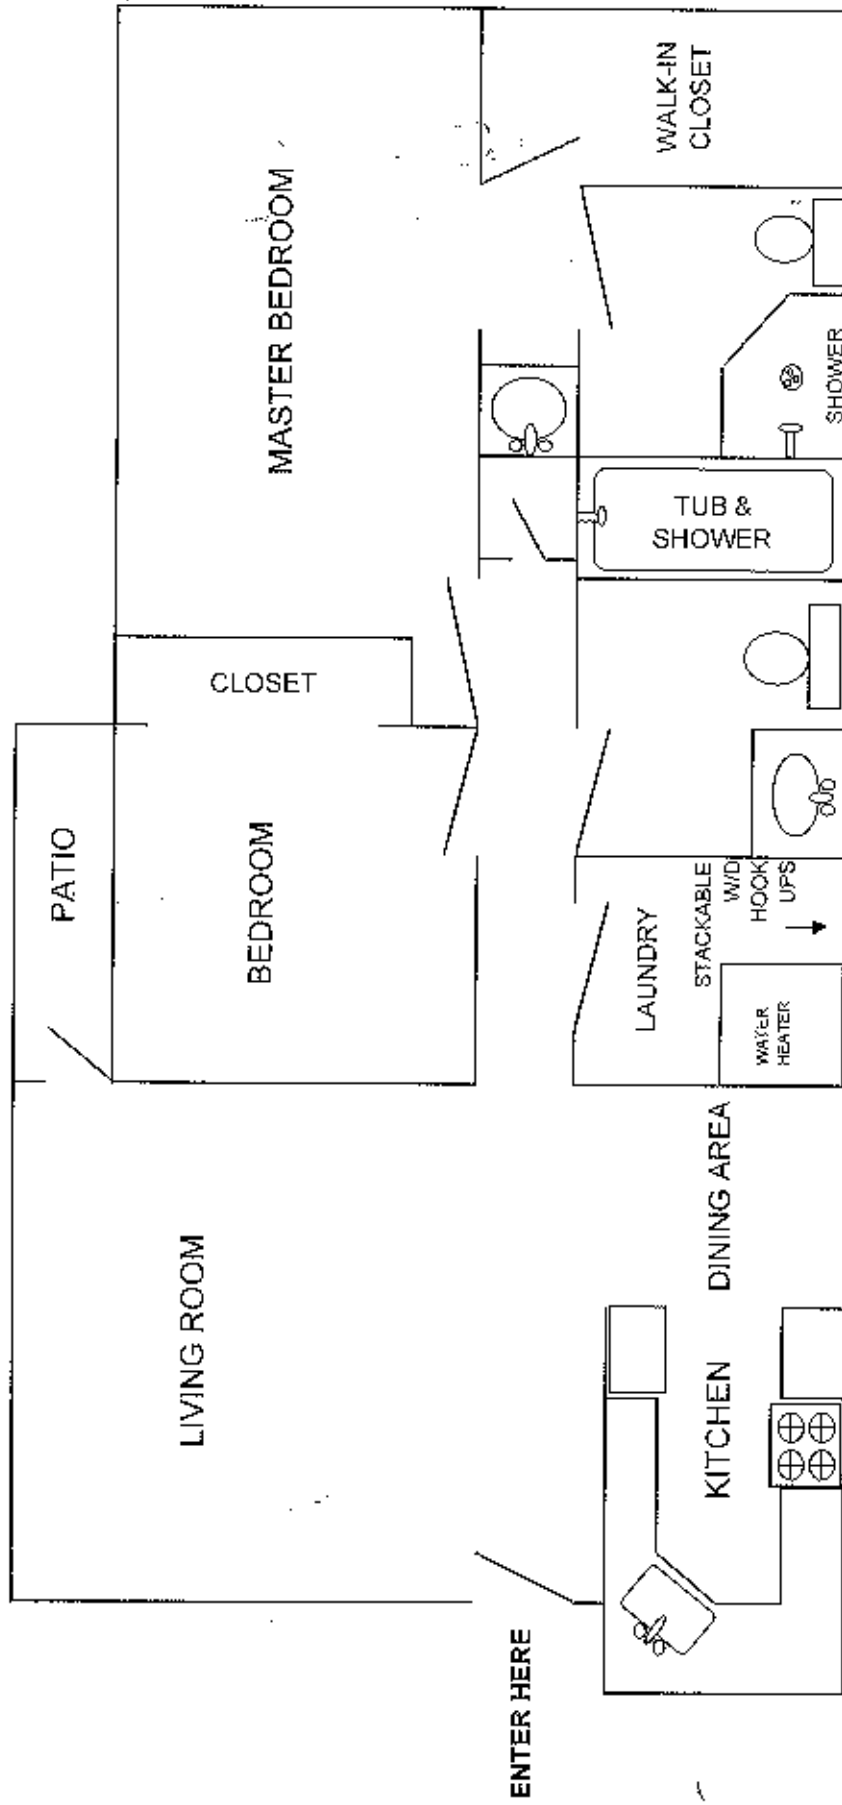 WALK-IN
CLOSET
MASTER BEDROOM
SHOWER
TUB &
SHOWER
CLOSET
PATIO
BEDROOM
LAUNDRY
STACKABLE
W/D
HOOK
UPS
WATER
HEATER
LIVING ROOM
DINING AREA
KITCHEN
ENTER HERE